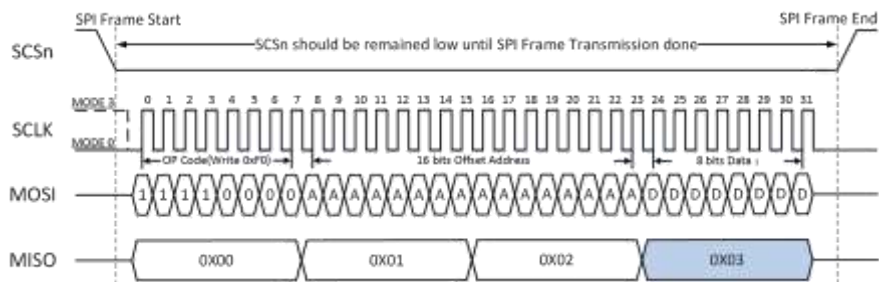 SPI Frame Start SPI Frame End
SCSn SCSn should be remained low until SPI Frame Transmission done
MODE 3 0 1 2 3 4 5 6 7 8 9 10 11 12 13 14 15 16 17 18 19 20 21 22 23 24 25 26 27 28 29 30 31
SCLK
MODE 0
OP Code(Write 0xF0) 16 bits Offset Address 8 bits Data
MOSI 1 1 1 1 0 0 0 0 A A A A A A A A A A A A A A A A D D D D D D D D
MISO 0X00 0X01 0X02 0X03